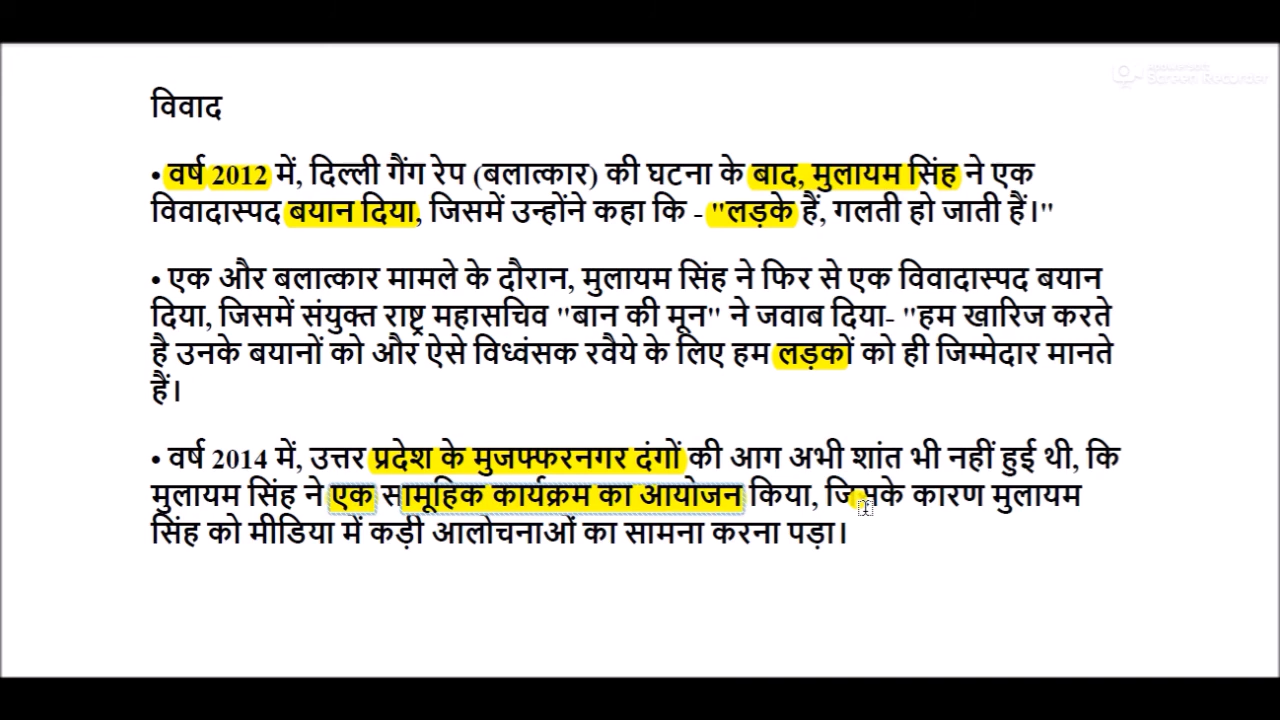 Apowersoft
Screen Recorder
विवाद
• वर्ष 2012 में, दिल्ली गैंग रेप (बलात्कार) की घटना के बाद, मुलायम सिंह ने एक
विवादास्पद बयान दिया, जिसमें उन्होंने कहा कि - "लड़के हैं, गलती हो जाती हैं।"
• एक और बलात्कार मामले के दौरान, मुलायम सिंह ने फिर से एक विवादास्पद बयान
दिया, जिसमें संयुक्त राष्ट्र महासचिव "बान की मून" ने जवाब दिया- "हम खारिज करते
है उनके बयानों को और ऐसे विध्वंसक रवैये के लिए हम लड़कों को ही जिम्मेदार मानते
हैं।
• वर्ष 2014 में, उत्तर प्रदेश के मुजफ्फरनगर दंगों की आग अभी शांत भी नहीं हुई थी, कि
मुलायम सिंह ने एक सामूहिक कार्यक्रम का आयोजन किया, जिसके कारण मुलायम
सिंह को मीडिया में कड़ी आलोचनाओं का सामना करना पड़ा।